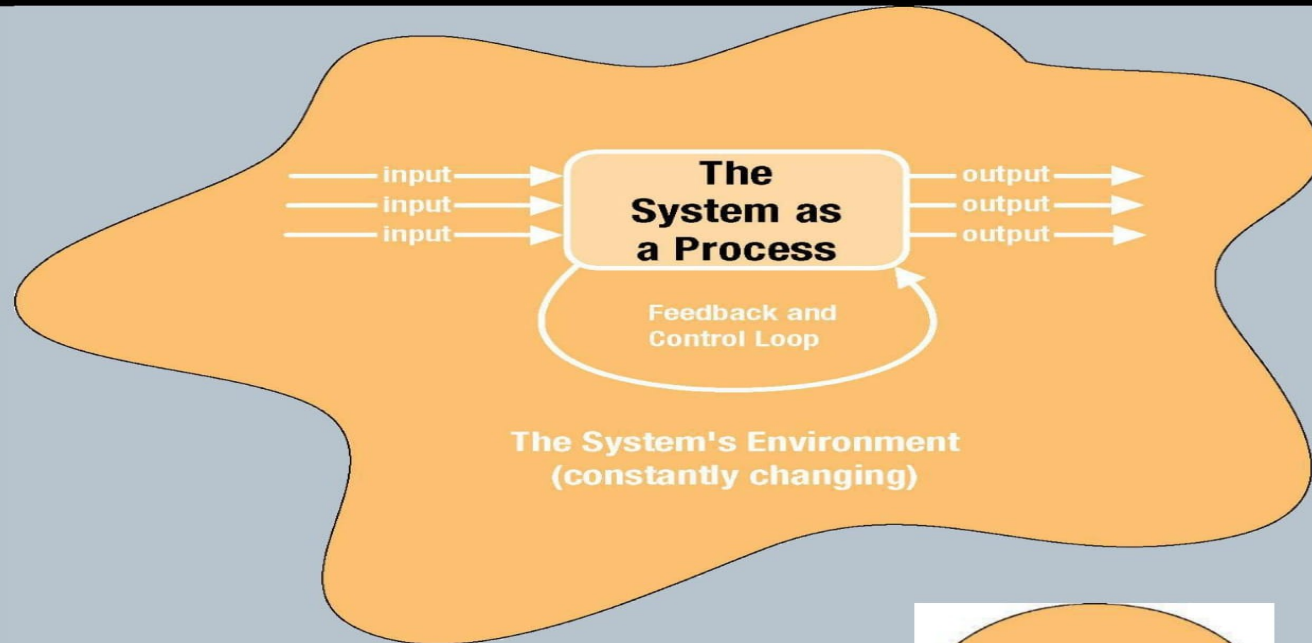 The
System as
a Process
input
input
input
output
output
output
Feedback and
Control Loop
The System's Environment
(constantly changing)